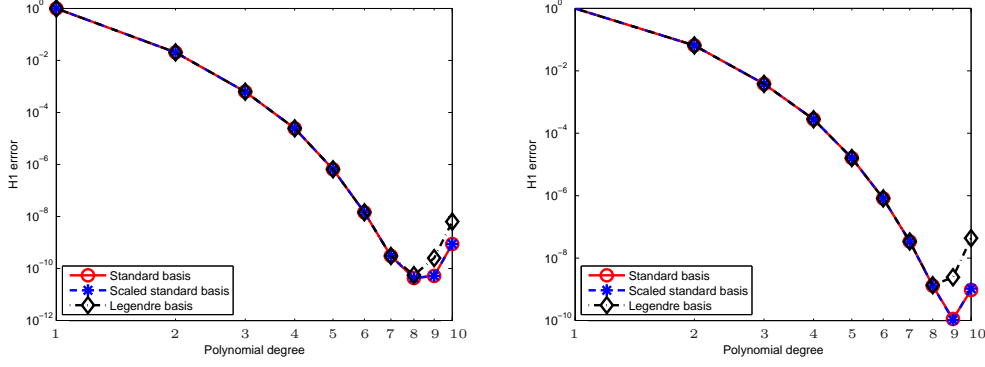 10^0
10^-2
10^-4
10^-6
10^-8
10^-10
10^-12
H1 errror
1 2 3 4 5 6 7 8 9 10
Polynomial degree
Standard basis
Scaled standard basis
Legendre basis
10^0
10^-2
10^-4
10^-6
10^-8
10^-10
H1 errror
1 2 3 4 5 6 7 8 9 10
Polynomial degree
Standard basis
Scaled standard basis
Legendre basis